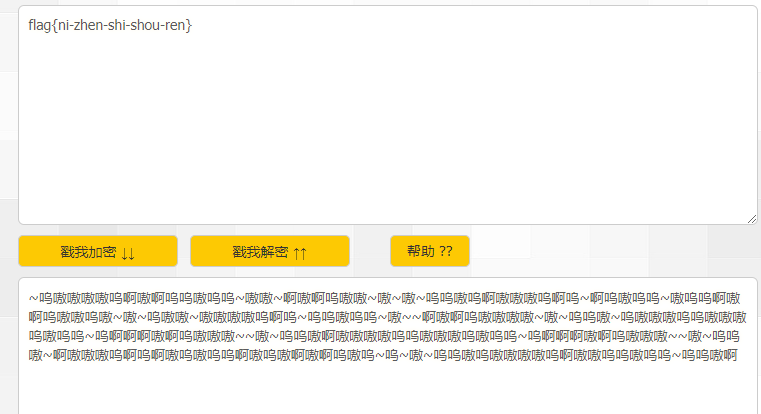 flag{ni-zhen-shi-shou-ren}
戳我加密 ↓↓
戳我解密 ↑↑
帮助 ??
~呜嗷嗷嗷嗷呜啊嗷啊呜呜嗷呜呜~嗷嗷~啊嗷啊呜嗷嗷~嗷~嗷~呜呜嗷呜啊嗷嗷嗷呜啊呜~啊呜嗷呜呜~嗷呜呜啊嗷
啊呜嗷嗷呜嗷~嗷~呜嗷嗷~嗷嗷嗷嗷呜啊呜~呜呜嗷呜呜~嗷~~啊嗷啊呜嗷嗷嗷嗷~嗷~呜呜嗷~呜嗷嗷嗷嗷呜呜嗷嗷嗷
呜嗷呜呜~呜啊啊啊嗷啊呜嗷嗷嗷~~嗷~呜呜嗷啊嗷嗷嗷嗷呜呜嗷嗷嗷呜嗷呜呜~呜啊啊啊嗷啊呜嗷嗷嗷~~嗷~呜呜
嗷~啊嗷嗷嗷呜啊呜啊嗷呜嗷呜呜啊嗷呜嗷啊嗷啊呜嗷呜~呜~嗷~呜呜嗷呜嗷嗷嗷嗷呜啊嗷嗷呜呜嗷呜呜~呜呜嗷啊